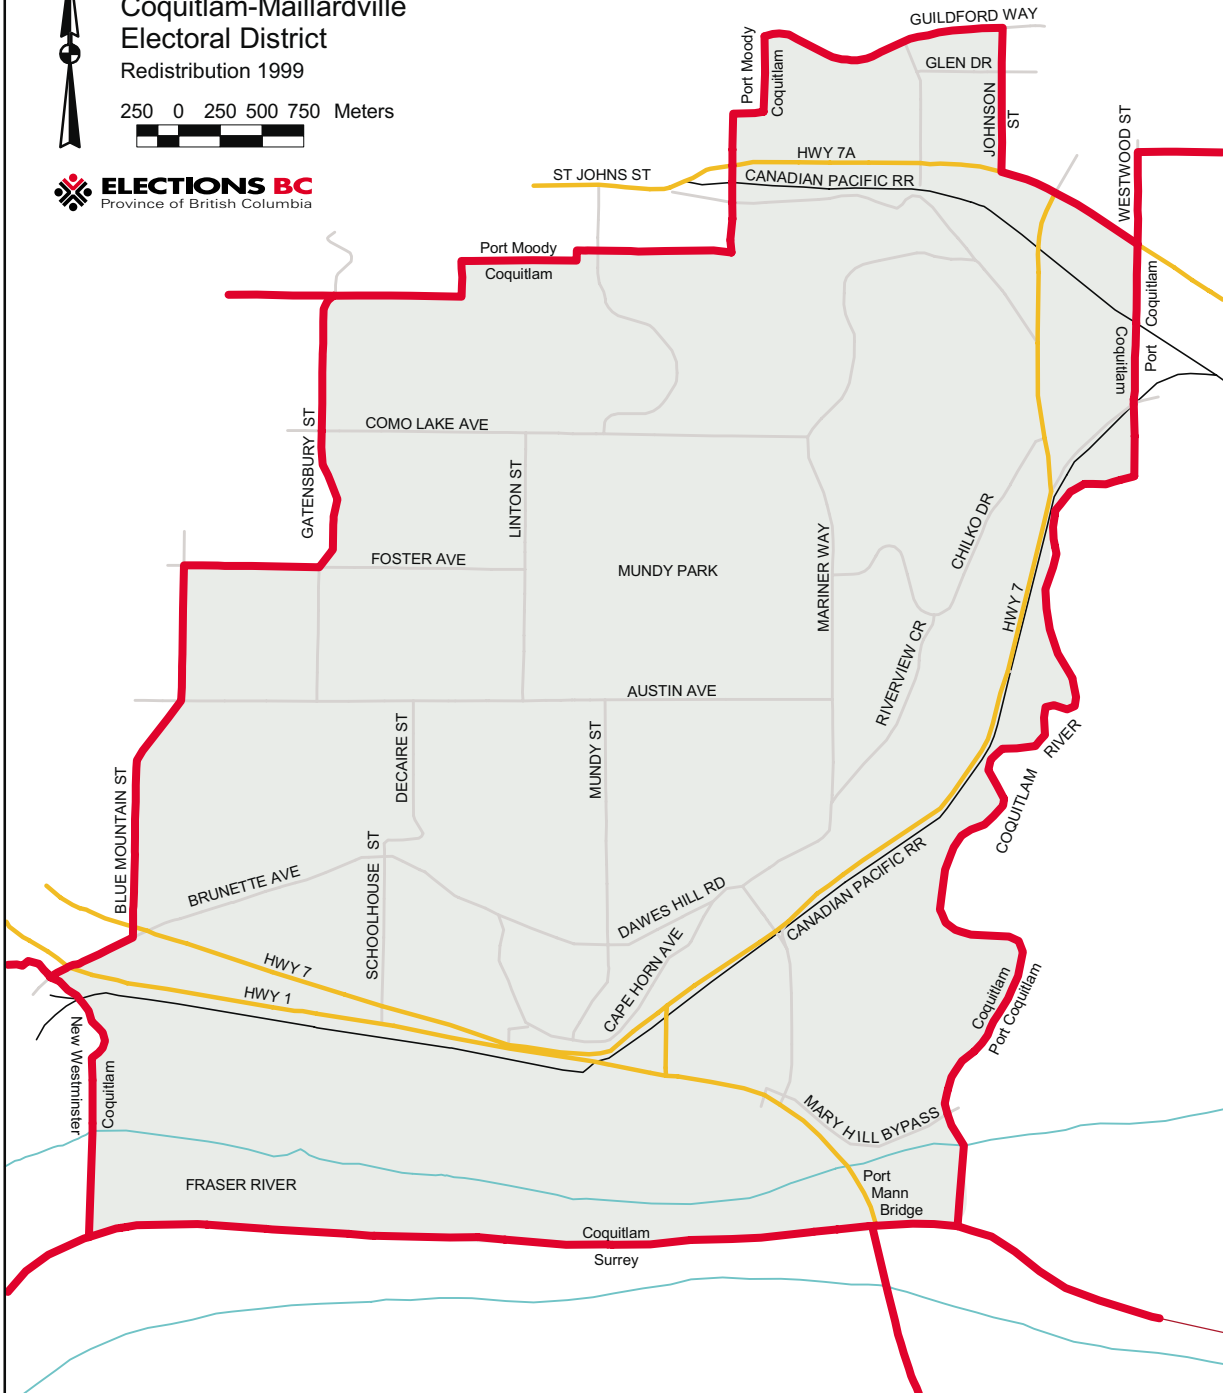 Coquitlam-Maillardville
Electoral District
Redistribution 1999
250 0 250 500 750 Meters
ELECTIONS BC
Province of British Columbia
GUILDFORD WAY
GLEN DR
Port Moody
Coquitlam
JOHNSON
ST
WESTWOOD ST
HWY 7A
ST JOHNS ST
CANADIAN PACIFIC RR
Port Moody
Coquitlam
Coquitlam
Port Coquitlam
GATENSBURY ST
COMO LAKE AVE
LINTON ST
FOSTER AVE
MUNDY PARK
MARINER WAY
CHILKO DR
HWY 7
RIVERVIEW CR
AUSTIN AVE
DECAIRE ST
MUNDY ST
COQUITLAM RIVER
BLUE MOUNTAIN ST
BRUNETTE AVE
SCHOOLHOUSE ST
DAWES HILL RD
CANADIAN PACIFIC RR
CAPE HORN AVE
HWY 7
HWY 1
Coquitlam
Port Coquitlam
New Westminster
Coquitlam
MARY HILL BYPASS
FRASER RIVER
Port
Mann
Bridge
Coquitlam
Surrey